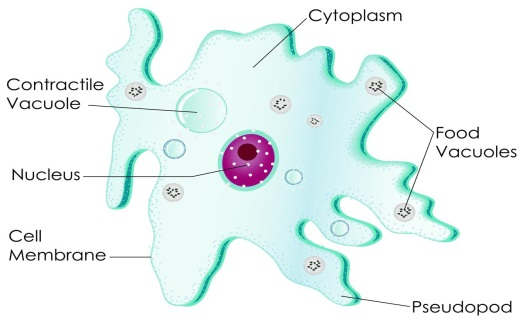 Cytoplasm
Contractile
Vacuole
Food
Vacuoles
Nucleus
Cell
Membrane
Pseudopod